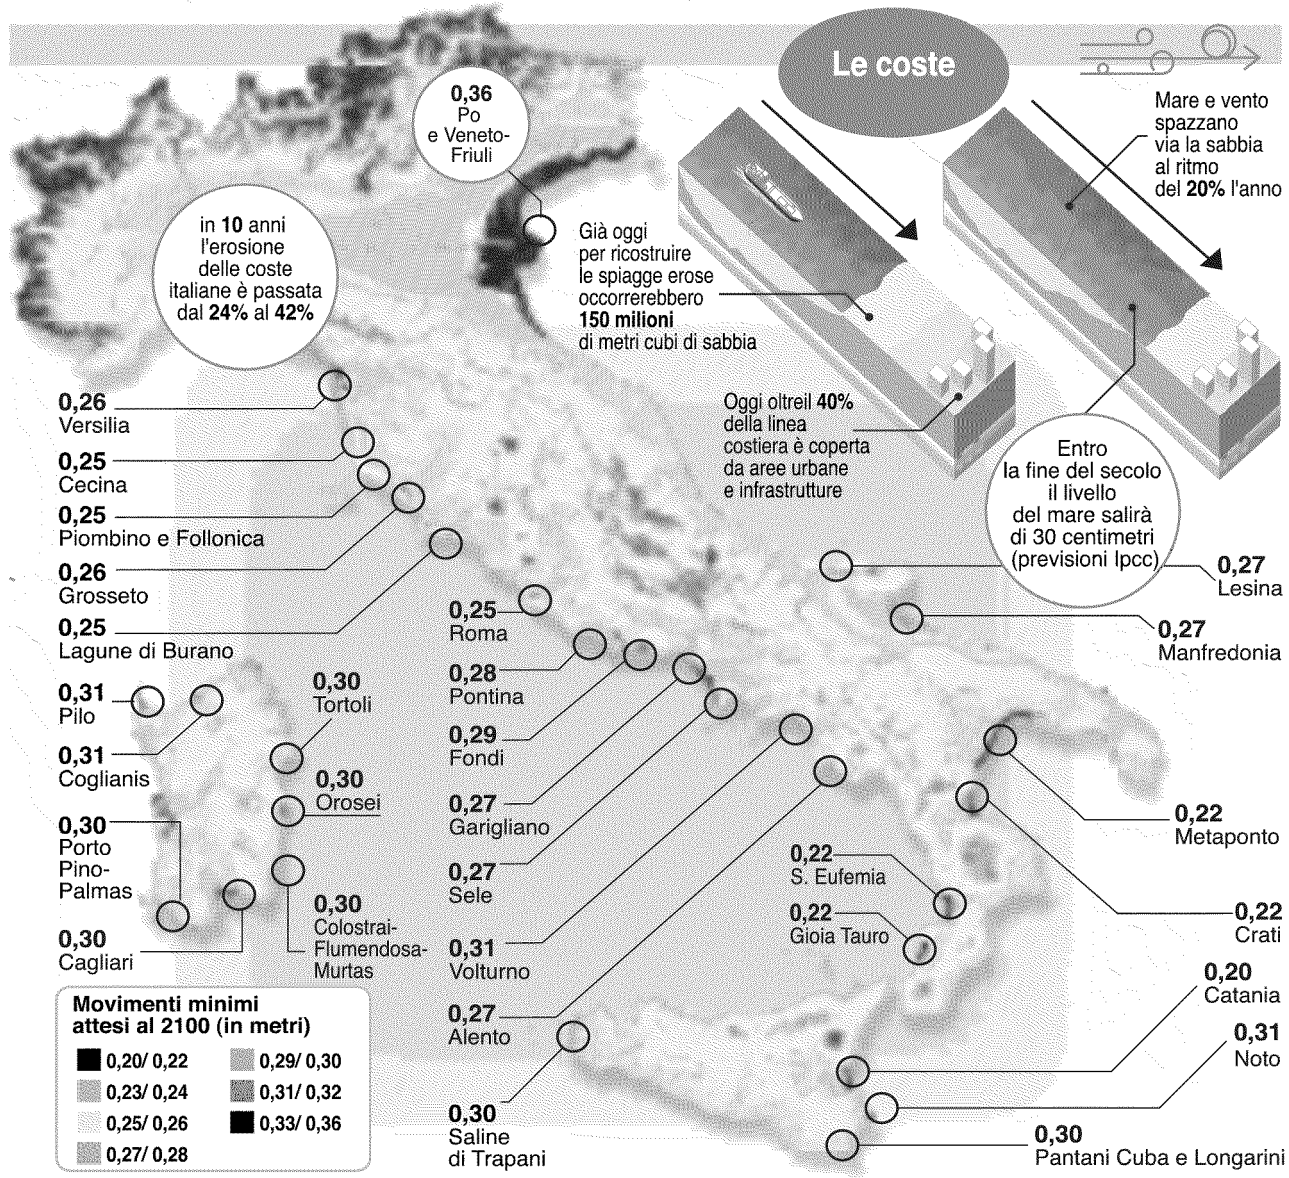 Le coste
0,36
Po
e Veneto-
Friuli
in 10 anni
l'erosione
delle coste
italiane è passata
dal 24% al 42%
Già oggi
per ricostruire
le spiagge erose
occorrerebbero
150 milioni
di metri cubi di sabbia
Mare e vento
spazzano
via la sabbia
al ritmo
del 20% l'anno
Oggi oltreil 40%
della linea
costiera è coperta
da aree urbane
e infrastrutture
Entro
la fine del secolo
il livello
del mare salirà
di 30 centimetri
(previsioni Ipcc)
0,26
Versilia
0,25
Cecina
0,25
Piombino e Follonica
0,26
Grosseto
0,25
Lagune di Burano
0,31
Pilo
0,31
Coglianis
0,30
Porto
Pino-
Palmas
0,30
Cagliari
0,30
Tortoli
0,30
Orosei
0,30
Colostrai-
Flumendosa-
Murtas
0,25
Roma
0,28
Pontina
0,29
Fondi
0,27
Garigliano
0,27
Sele
0,31
Volturno
0,27
Alento
0,30
Saline
di Trapani
0,27
Lesina
0,27
Manfredonia
0,22
Metaponto
0,22
Crati
0,22
S. Eufemia
0,22
Gioia Tauro
0,20
Catania
0,31
Noto
0,30
Pantani Cuba e Longarini
Movimenti minimi
attesi al 2100 (in metri)
0,20/ 0,22
0,23/ 0,24
0,25/ 0,26
0,27/ 0,28
0,29/ 0,30
0,31/ 0,32
0,33/ 0,36